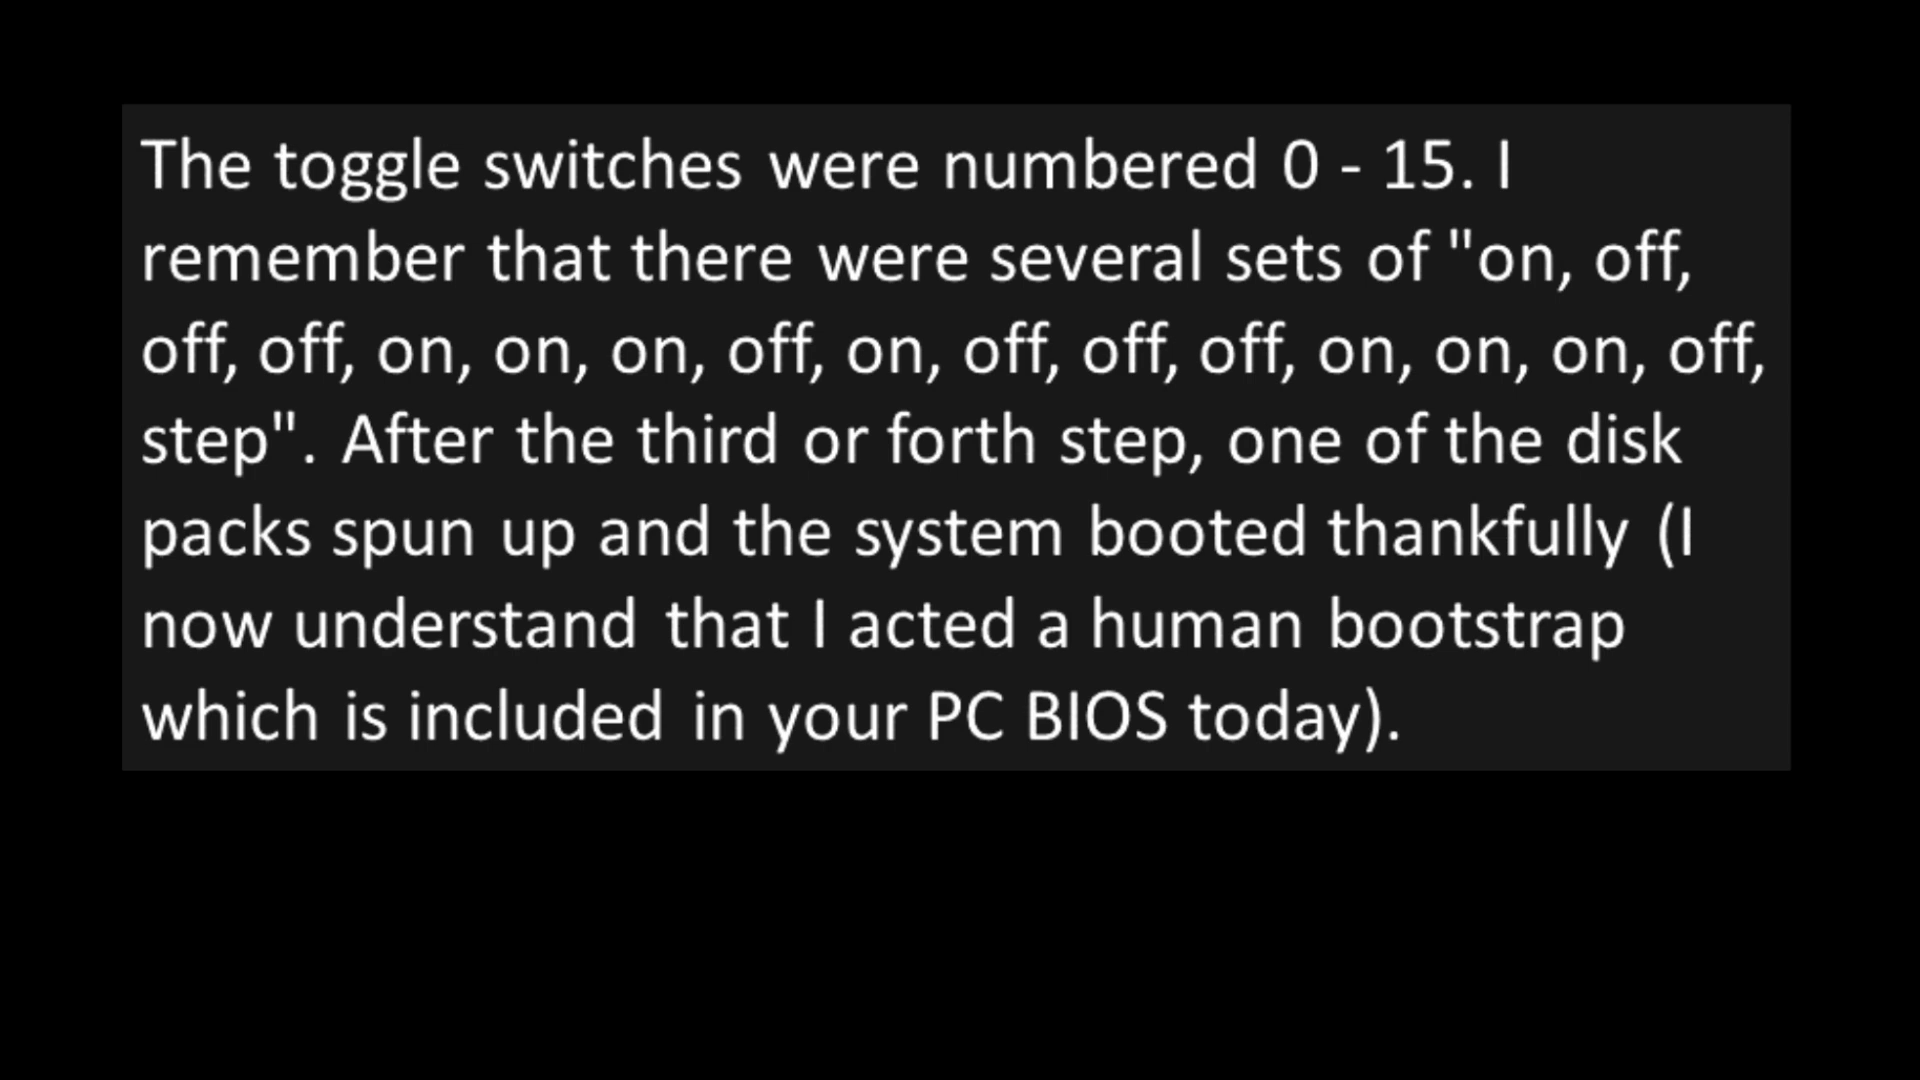 The toggle switches were numbered 0 - 15. I
remember that there were several sets of "on, off,
off, off, on, on, on, off, on, off, off, off, on, on, on, off,
step". After the third or forth step, one of the disk
packs spun up and the system booted thankfully (I
now understand that I acted a human bootstrap
which is included in your PC BIOS today).